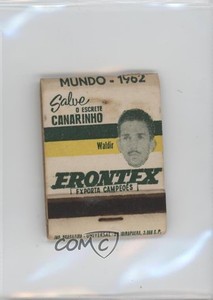 MUNDO - 1962
Salve
O ESCRETE
CANARINHO
Waldir
FRONTEX
[ EXPORTA CAMPEÕES ]
COMC